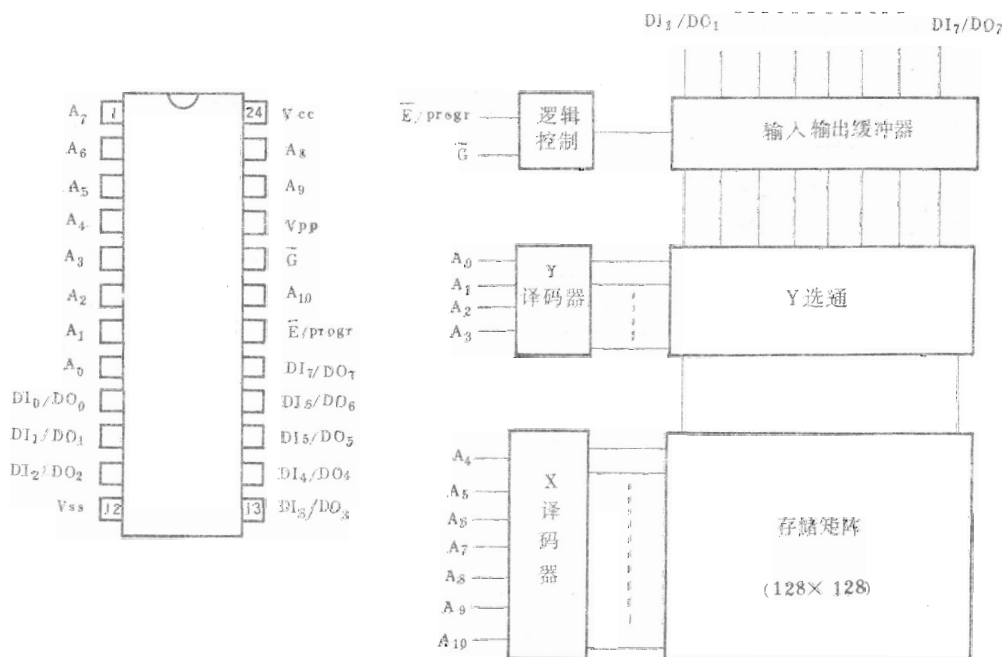 A₇ 1 24 Vcc
A₆ A₈
A₅ A₉
A₄ Vpp
A₃ G̅
A₂ A₁₀
A₁ E̅/progr
A₀ DI₇/DO₇
DI₀/DO₀ DI₆/DO₆
DI₁/DO₁ DI5/DO₅
DI₂/DO₂ DI₄/DO₄
Vss 12 13 DI₃/DO₃
DI₁/DO₁ DI₇/DO₇
E̅/progr
G̅
逻辑
控制
输入输出缓冲器
A₀
A₁
A₂
A₃
Y
译码器
Y选通
A₄
A₅
A₆
A₇
A₈
A₉
A₁₀
X
译
码
器
存储矩阵
(128×128)